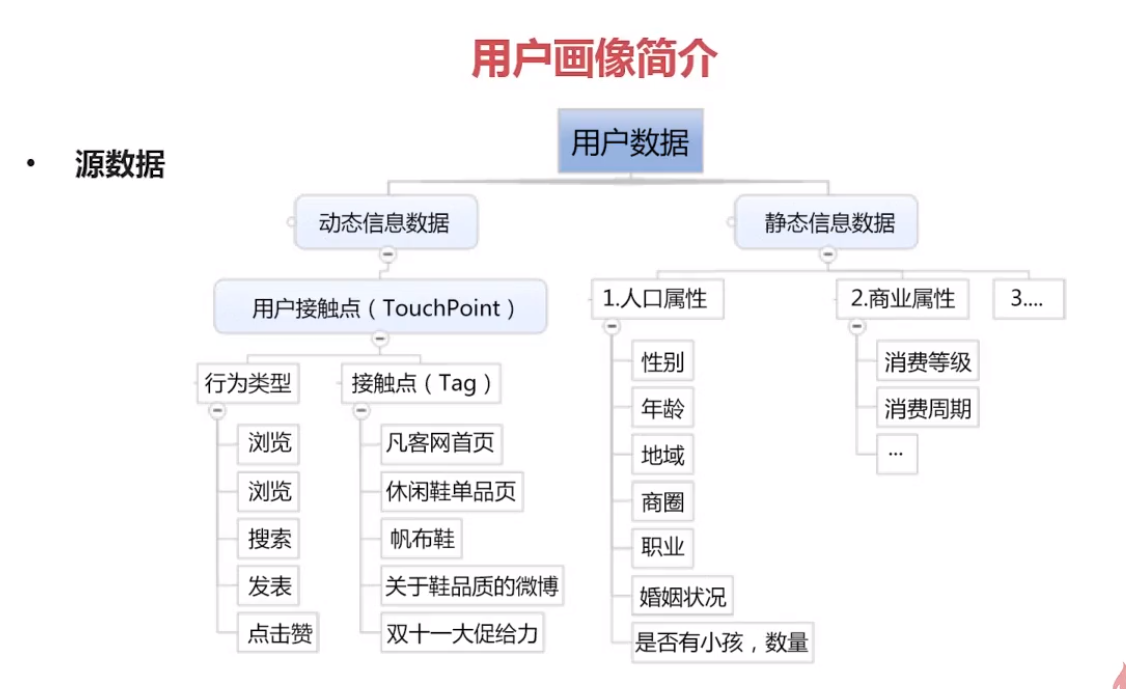 用户画像简介
用户数据
• 源数据
动态信息数据
静态信息数据
用户接触点（TouchPoint）
1.人口属性
2.商业属性
3....
行为类型
接触点（Tag）
浏览
浏览
搜索
发表
点击赞
凡客网首页
休闲鞋单品页
帆布鞋
关于鞋品质的微博
双十一大促给力
性别
年龄
地域
商圈
职业
婚姻状况
是否有小孩，数量
消费等级
消费周期
...